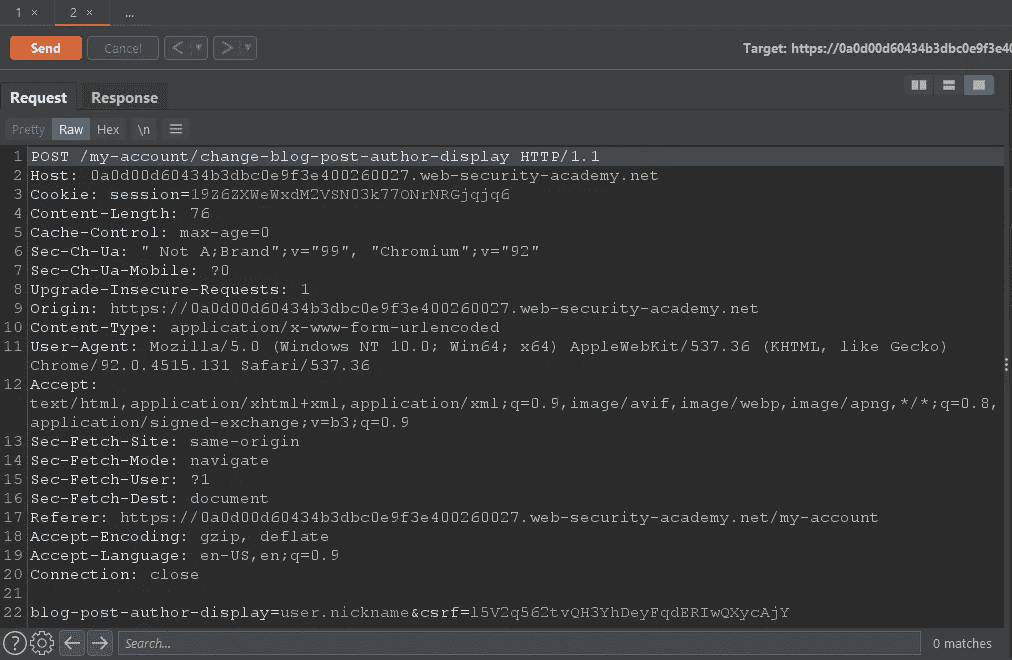 1 × 2 × ...
Send Cancel < ▼ > ▼ Target: https://0a0d00d60434b3dbc0e9f3e40
Request Response
Pretty Raw Hex \n ≡
1 POST /my-account/change-blog-post-author-display HTTP/1.1
2 Host: 0a0d00d60434b3dbc0e9f3e400260027.web-security-academy.net
3 Cookie: session=19Z6ZXWeWxdM2VSN03k77ONrNRGjqjq6
4 Content-Length: 76
5 Cache-Control: max-age=0
6 Sec-Ch-Ua: " Not A;Brand";v="99", "Chromium";v="92"
7 Sec-Ch-Ua-Mobile: ?0
8 Upgrade-Insecure-Requests: 1
9 Origin: https://0a0d00d60434b3dbc0e9f3e400260027.web-security-academy.net
10 Content-Type: application/x-www-form-urlencoded
11 User-Agent: Mozilla/5.0 (Windows NT 10.0; Win64; x64) AppleWebKit/537.36 (KHTML, like Gecko)
Chrome/92.0.4515.131 Safari/537.36
12 Accept:
text/html,application/xhtml+xml,application/xml;q=0.9,image/avif,image/webp,image/apng,*/*;q=0.8,
application/signed-exchange;v=b3;q=0.9
13 Sec-Fetch-Site: same-origin
14 Sec-Fetch-Mode: navigate
15 Sec-Fetch-User: ?1
16 Sec-Fetch-Dest: document
17 Referer: https://0a0d00d60434b3dbc0e9f3e400260027.web-security-academy.net/my-account
18 Accept-Encoding: gzip, deflate
19 Accept-Language: en-US,en;q=0.9
20 Connection: close
21
22 blog-post-author-display=user.nickname&csrf=l5V2q56ZtvQH3YhDeyFqdERIwQXycAjY
? Search... 0 matches